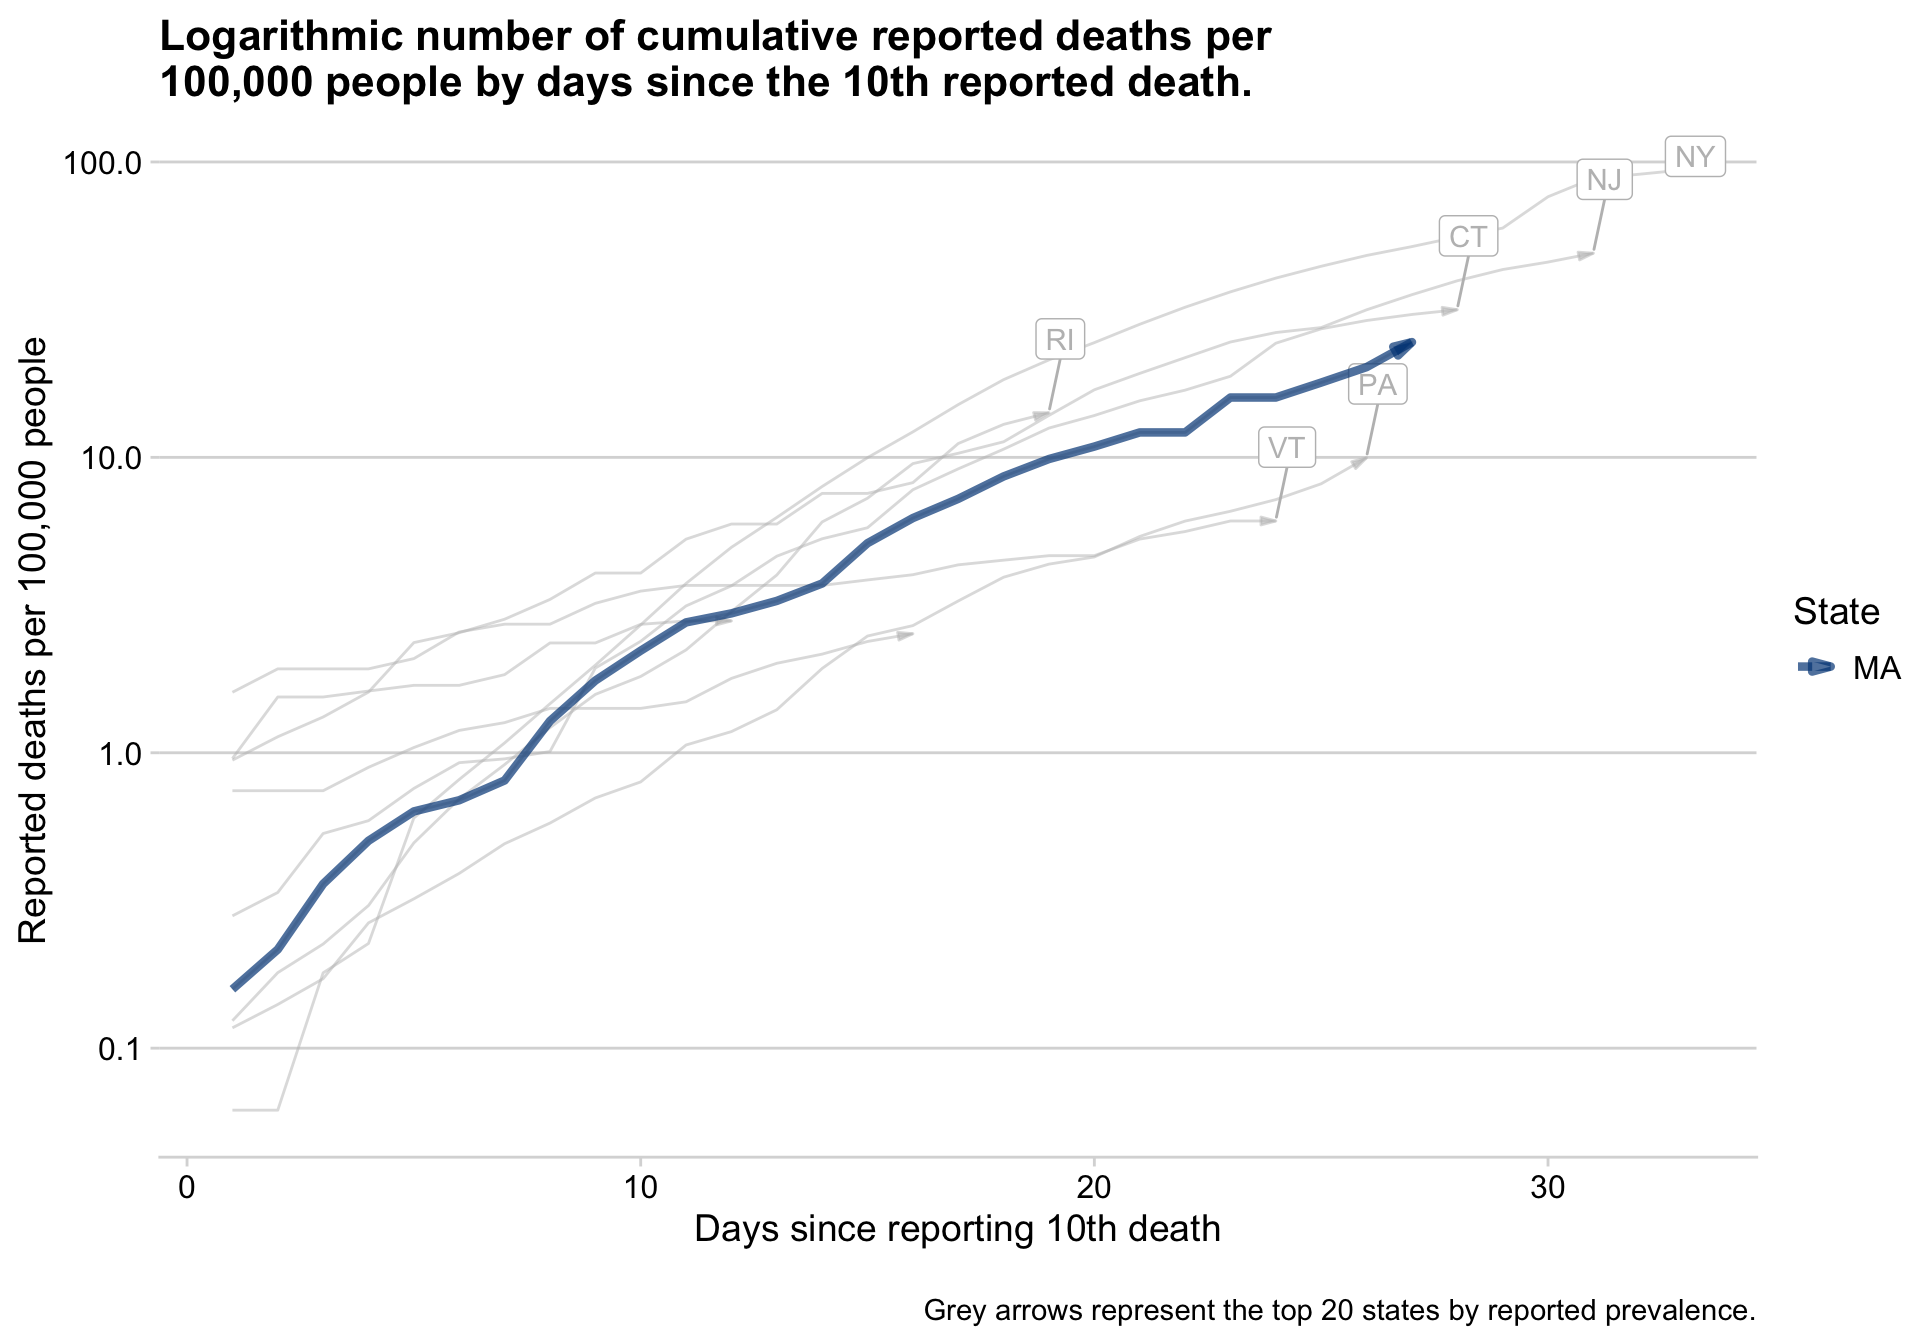 Logarithmic number of cumulative reported deaths per
100,000 people by days since the 10th reported death.
Reported deaths per 100,000 people
100.0
10.0
1.0
0.1
NY
NJ
CT
RI
PA
VT
State
MA
0
10
20
30
Days since reporting 10th death
Grey arrows represent the top 20 states by reported prevalence.